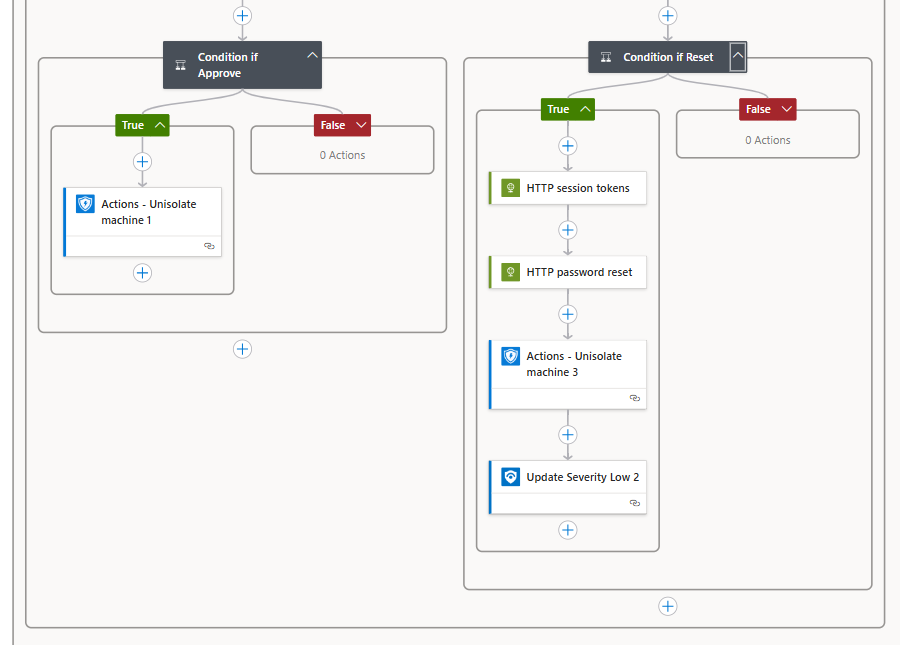 Condition if
Approve
True
False
0 Actions
Actions - Unisolate
machine 1
Condition if Reset
True
False
0 Actions
HTTP session tokens
HTTP password reset
Actions - Unisolate
machine 3
Update Severity Low 2